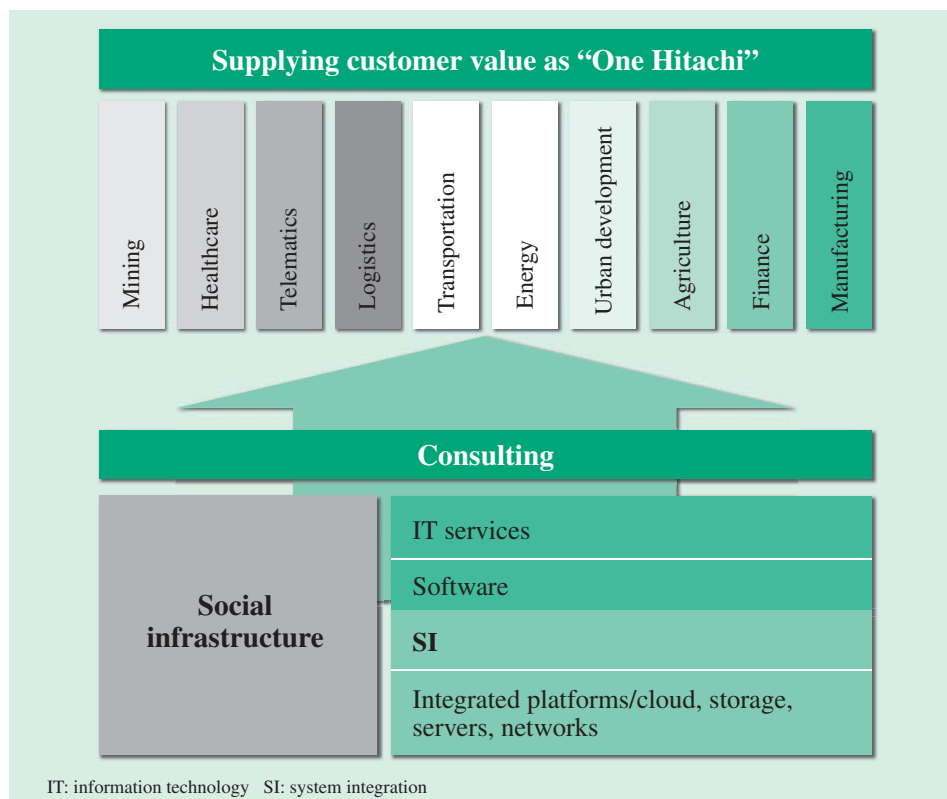 Supplying customer value as “One Hitachi”
Mining
Healthcare
Telematics
Logistics
Transportation
Energy
Urban development
Agriculture
Finance
Manufacturing
Consulting
Social
infrastructure
IT services
Software
SI
Integrated platforms/cloud, storage,
servers, networks
IT: information technology SI: system integration